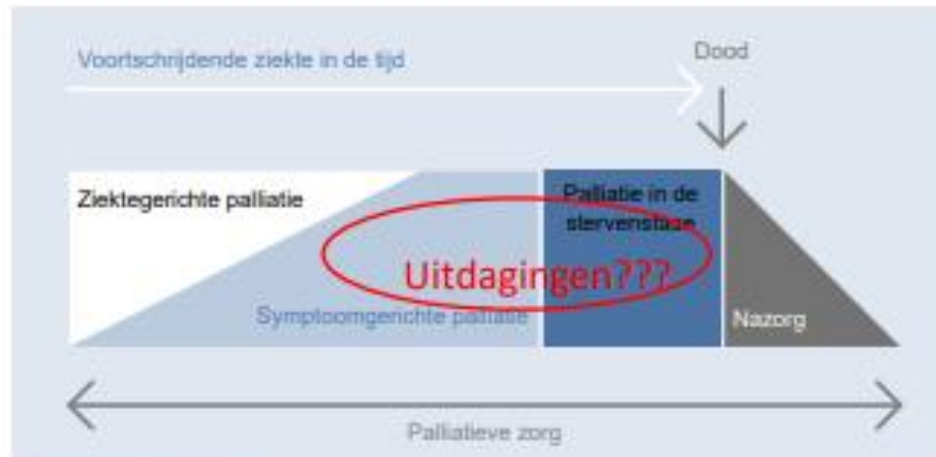 Voortschrijdende ziekte in de tijd
Dood
Ziektegerichte palliatie
Palliatie in de
stervensfase
Uitdagingen???
Symptoomgerichte palliatie
Nazorg
Palliatieve zorg